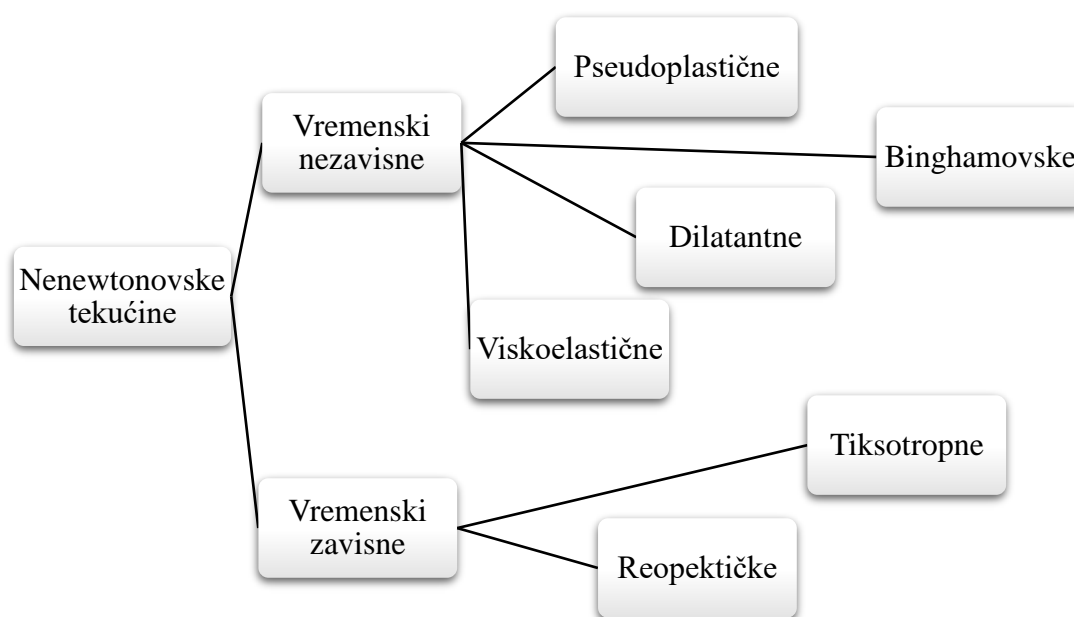 Nenewtonovske
tekućine
Vremenski
nezavisne
Pseudoplastične
Binghamovske
Dilatantne
Viskoelastične
Vremenski
zavisne
Tiksotropne
Reopektičke